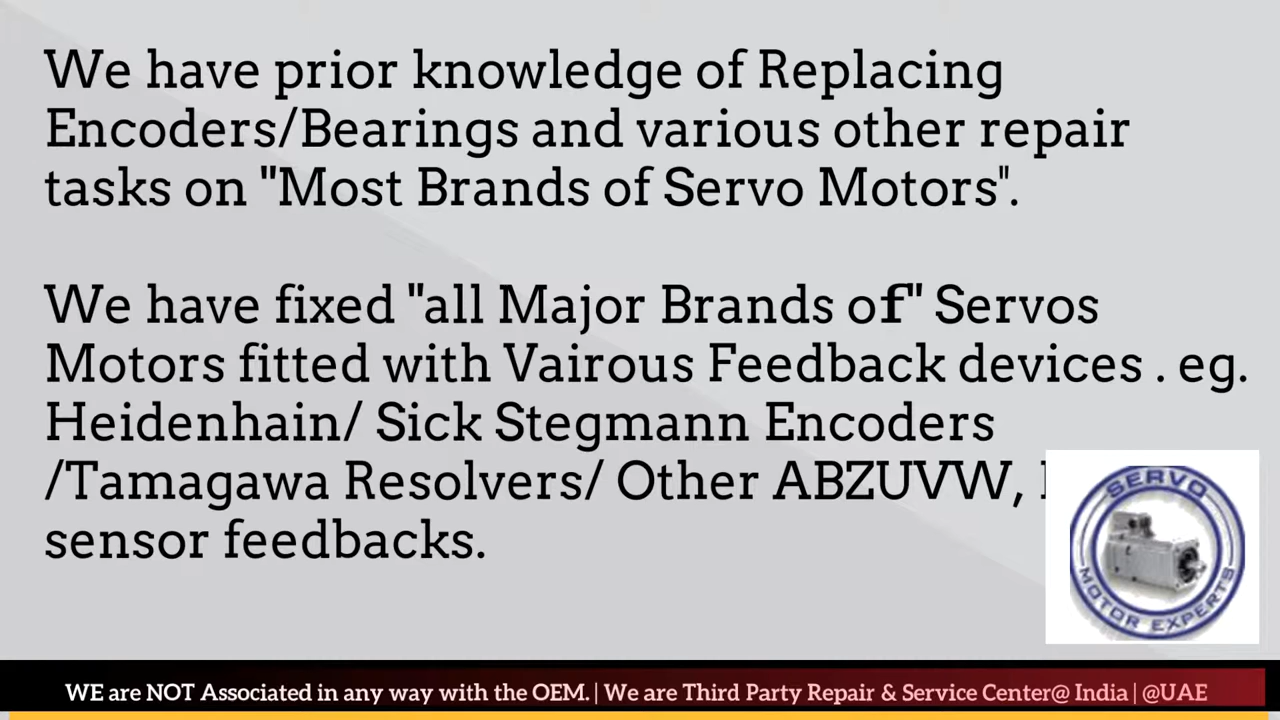 We have prior knowledge of Replacing
Encoders/Bearings and various other repair
tasks on "Most Brands of Servo Motors".
We have fixed "all Major Brands of" Servos
Motors fitted with Vairous Feedback devices . eg.
Heidenhain/ Sick Stegmann Encoders
/Tamagawa Resolvers/ Other ABZUVW,
sensor feedbacks.
SERVO
MOTOR EXPERTS
WE are NOT Associated in any way with the OEM. | We are Third Party Repair & Service Center@ India | @UAE